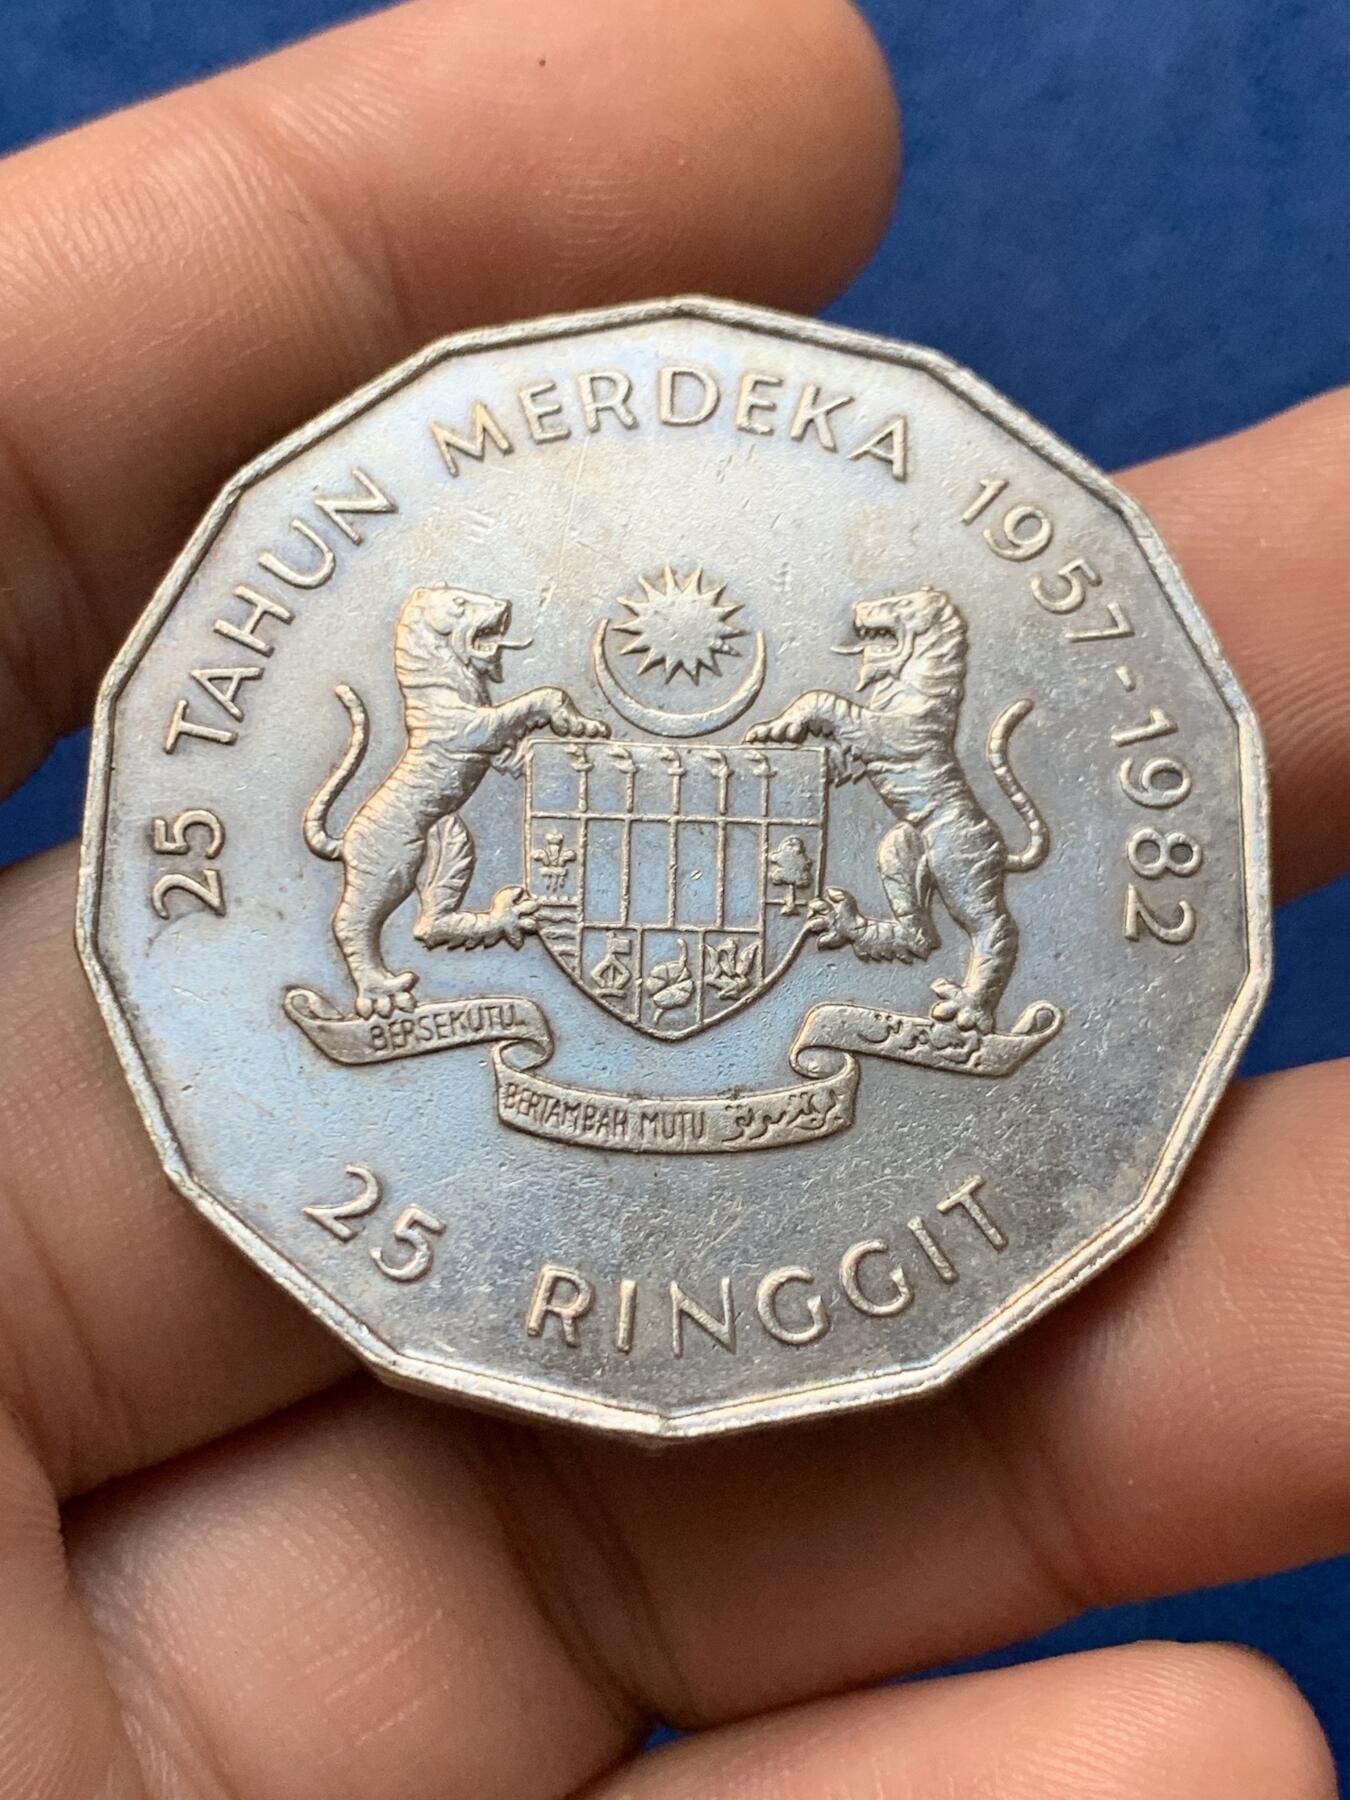 25 TAHUN MERDEKA 1957-1982
BERSEKUTU
BERTAMBAH MUTU
25 RINGGIT